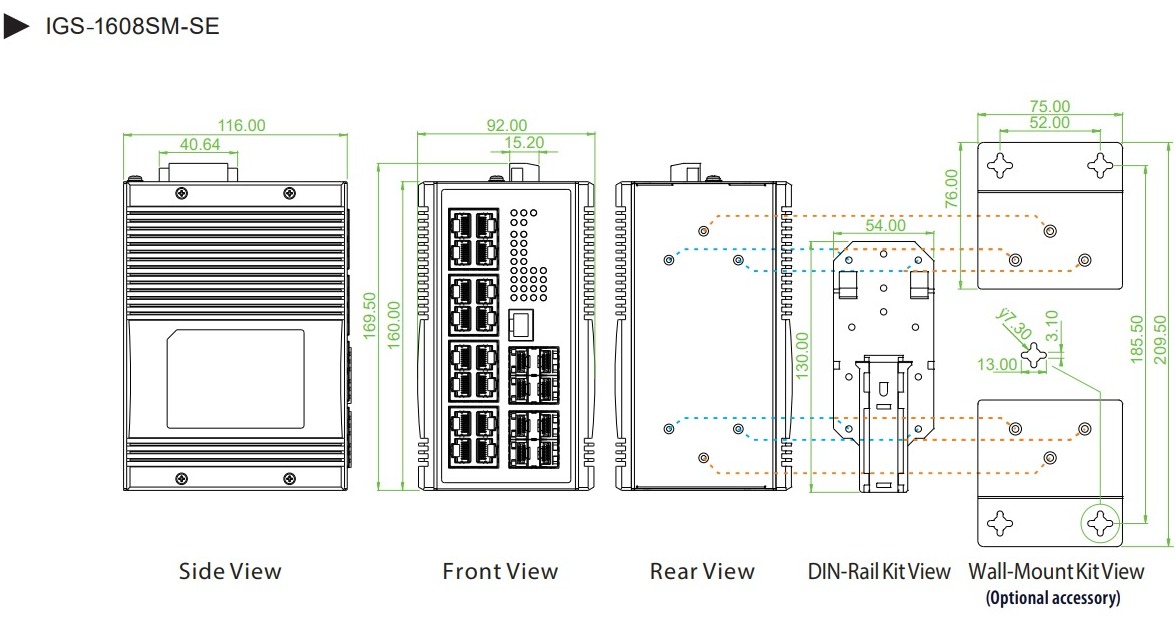 IGS-1608SM-SE
116.00
40.64
92.00
15.20
169.50
160.00
54.00
130.00
75.00
52.00
76.00
ÿ7.30
3.10
13.00
185.50
209.50
Side View
Front View
Rear View
DIN-Rail Kit View
Wall-Mount Kit View
(Optional accessory)